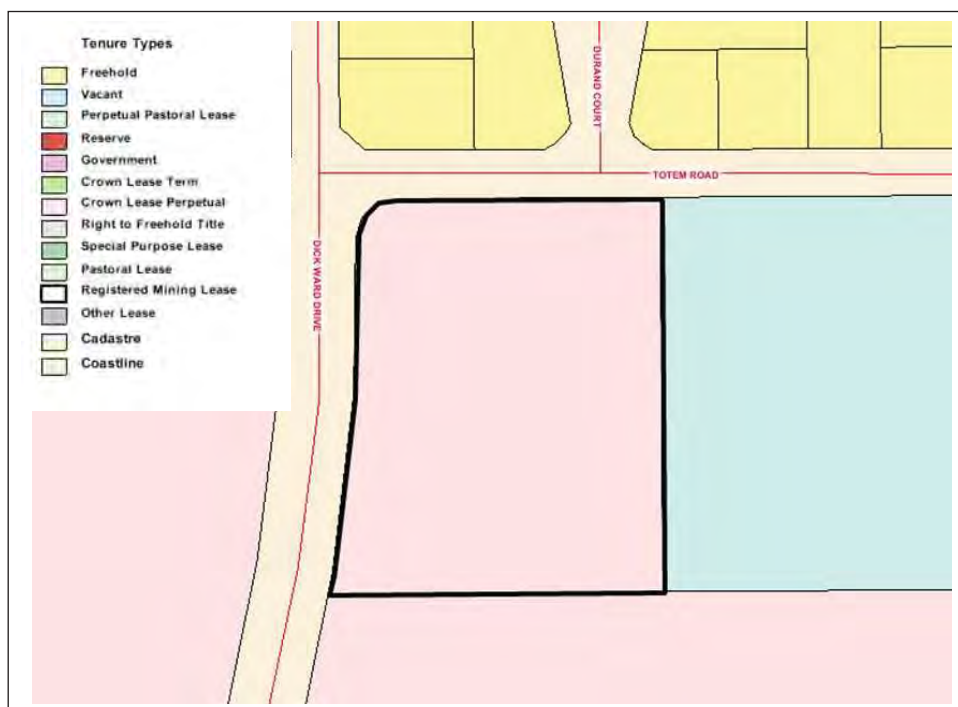 Tenure Types
Freehold
Vacant
Perpetual Pastoral Lease
Reserve
Government
Crown Lease Term
Crown Lease Perpetual
Right to Freehold Title
Special Purpose Lease
Pastoral Lease
Registered Mining Lease
Other Lease
Cadastre
Coastline
DURAND COURT
TOTEM ROAD
DICK WARD DRIVE